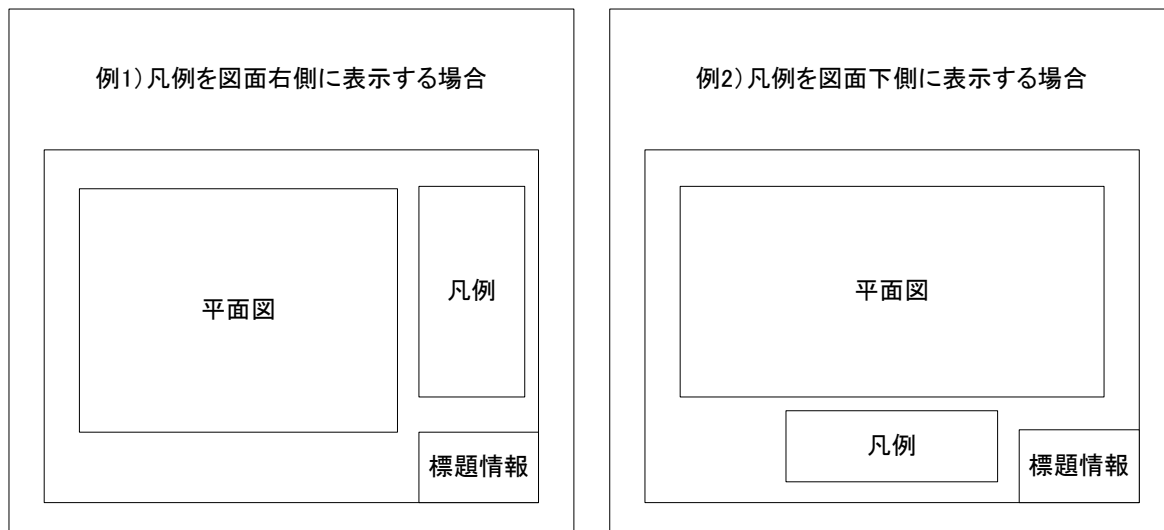 例1)凡例を図面右側に表示する場合
平面図
凡例
標題情報
例2)凡例を図面下側に表示する場合
平面図
凡例
標題情報